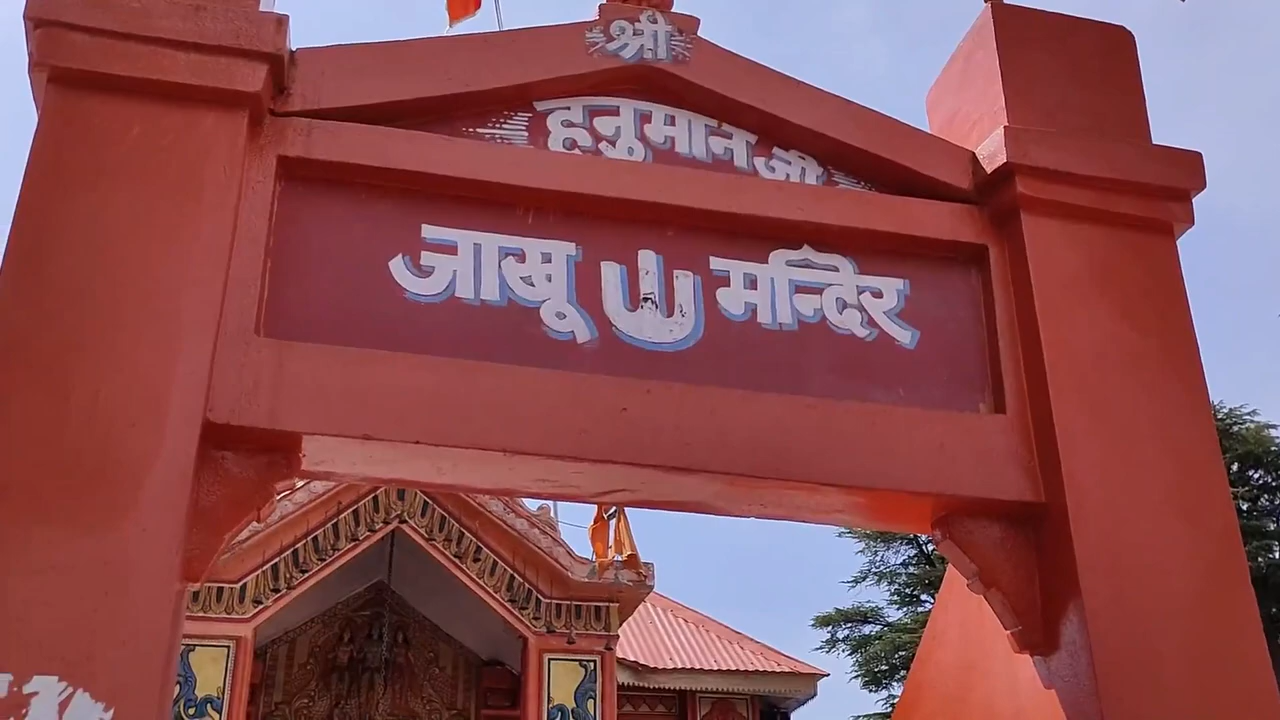 श्री
हनुमान जी
जाखू मन्दिर